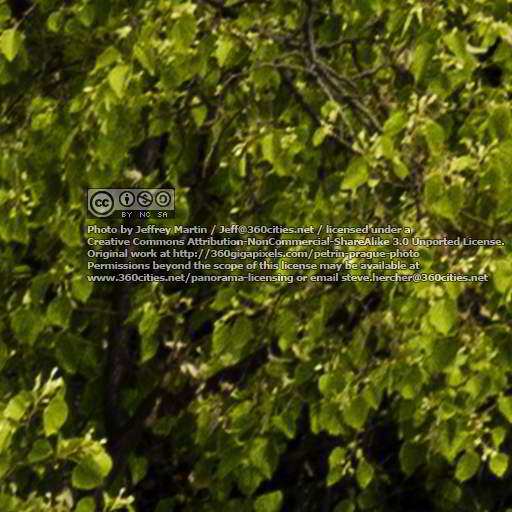 cc
BY NC SA
Photo by Jeffrey Martin / Jeff@360cities.net / licensed under a
Creative Commons Attribution-NonCommercial-ShareAlike 3.0 Unported License.
Original work at http://360gigapixels.com/petrin-prague-photo
Permissions beyond the scope of this license may be available at
www.360cities.net/panorama-licensing or email steve.hercher@360cities.net